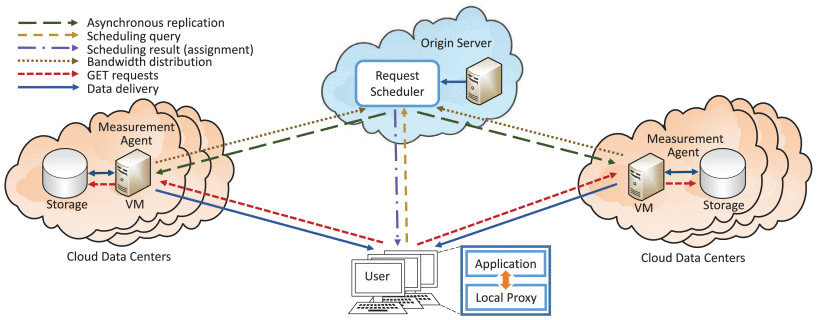 Asynchronous replication
Scheduling query
Scheduling result (assignment)
Bandwidth distribution
GET requests
Data delivery
Origin Server
Request
Scheduler
Measurement
Agent
Storage
VM
Cloud Data Centers
Measurement
Agent
VM
Storage
Cloud Data Centers
User
Application
Local Proxy